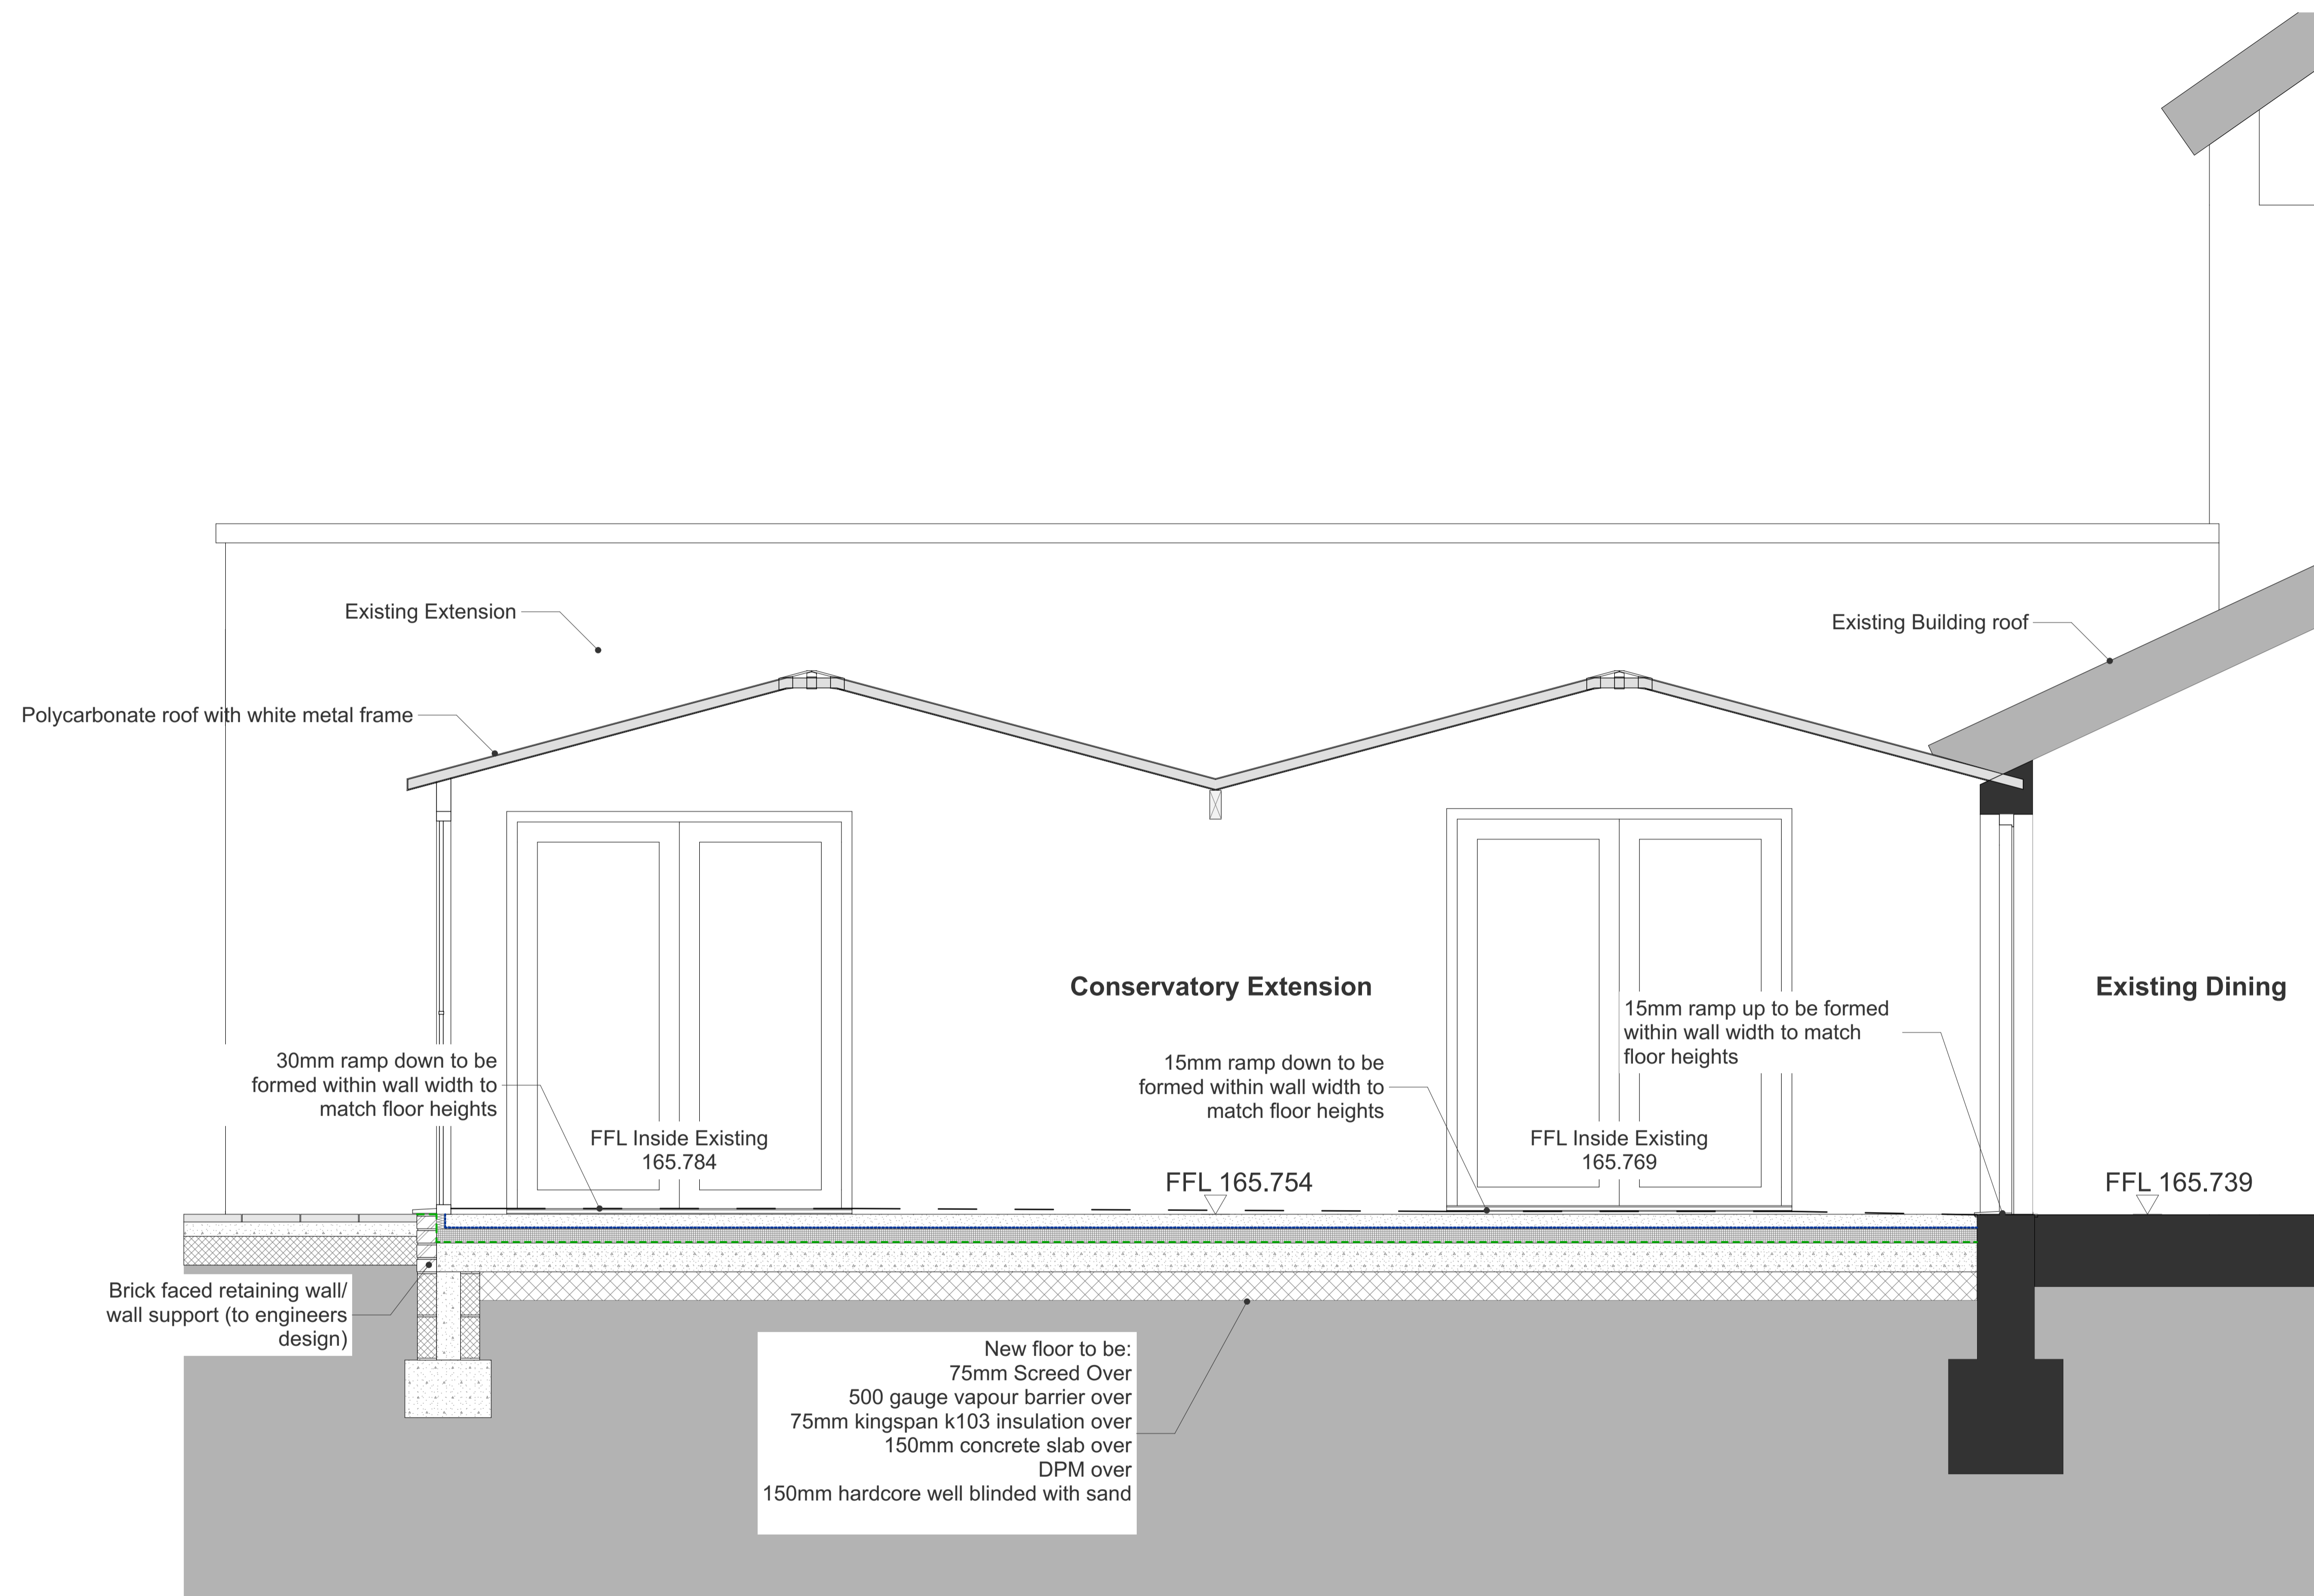 Existing Extension
Existing Building roof
Polycarbonate roof with white metal frame
Conservatory Extension
Existing Dining
15mm ramp up to be formed
within wall width to match
floor heights
30mm ramp down to be
formed within wall width to
match floor heights
15mm ramp down to be
formed within wall width to
match floor heights
FFL Inside Existing
165.784
FFL Inside Existing
165.769
FFL 165.754
FFL 165.739
Brick faced retaining wall/
wall support (to engineers
design)
New floor to be:
75mm Screed Over
500 gauge vapour barrier over
75mm kingspan k103 insulation over
150mm concrete slab over
DPM over
150mm hardcore well blinded with sand